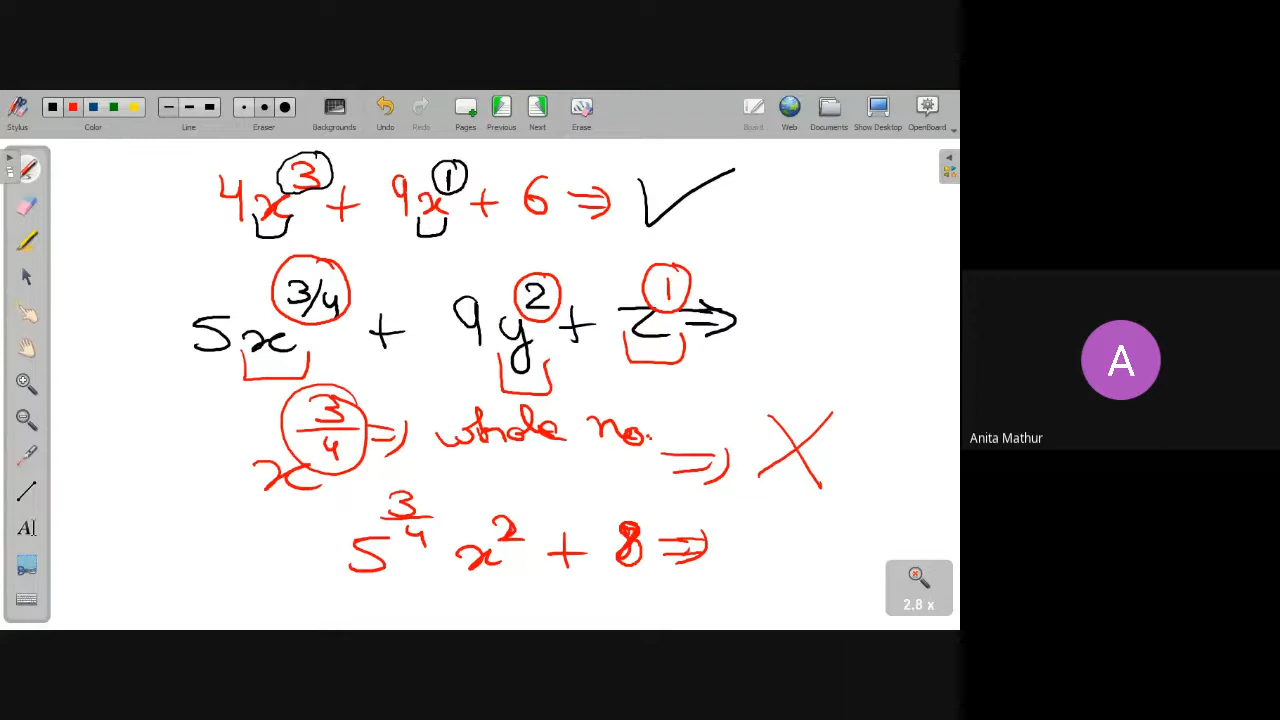 Stylus Color Line Eraser Backgrounds Undo Redo Pages Previous Next Erase Board Web Documents Show Desktop OpenBoard
4x³ + 9x¹ + 6 ⇒ ✓
5x^3/4 + 9y² + z¹ ⇒
x^3/4 ⇒ whole no. ⇒ X
5^3/4 x² + 8 ⇒
2.8 x
A
Anita Mathur